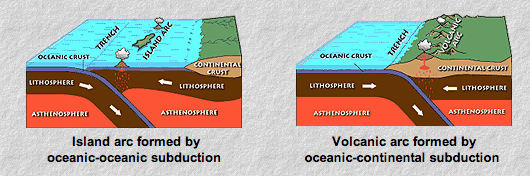 TRENCH
ISLAND ARC
OCEANIC CRUST
CONTINENTAL
CRUST
LITHOSPHERE
LITHOSPHERE
ASTHENOSPHERE
ASTHENOSPHERE
Island arc formed by
oceanic-oceanic subduction
TRENCH
VOLCANIC
ARC
OCEANIC CRUST
CONTINENTAL CRUST
LITHOSPHERE
LITHOSPHERE
ASTHENOSPHERE
ASTHENOSPHERE
Volcanic arc formed by
oceanic-continental subduction